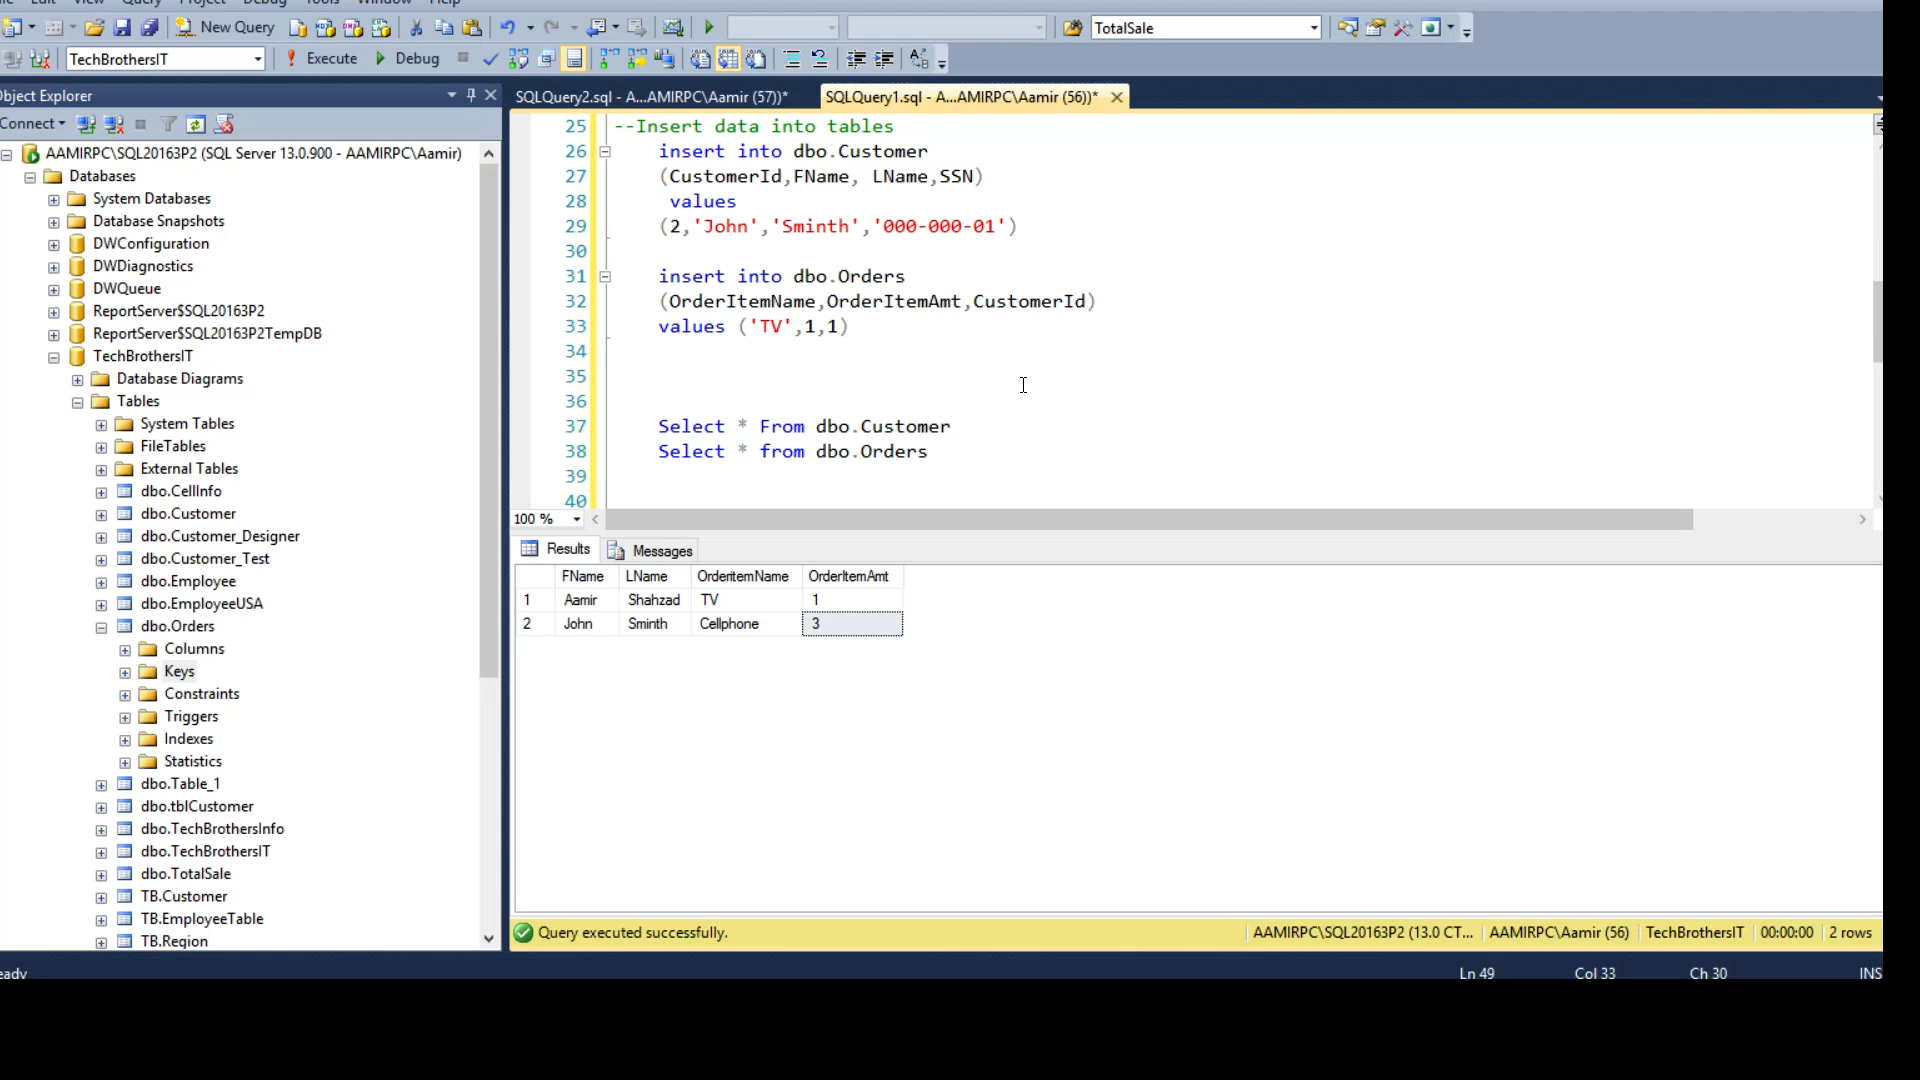 Edit View Query Project Debug Tools Window Help
New Query TotalSale
TechBrothersIT Execute Debug
Object Explorer
Connect
AAMIRPC\SQL20163P2 (SQL Server 13.0.900 - AAMIRPC\Aamir)
Databases
System Databases
Database Snapshots
DWConfiguration
DWDiagnostics
DWQueue
ReportServer$SQL20163P2
ReportServer$SQL20163P2TempDB
TechBrothersIT
Database Diagrams
Tables
System Tables
FileTables
External Tables
dbo.CellInfo
dbo.Customer
dbo.Customer_Designer
dbo.Customer_Test
dbo.Employee
dbo.EmployeeUSA
dbo.Orders
Columns
Keys
Constraints
Triggers
Indexes
Statistics
dbo.Table_1
dbo.tblCustomer
dbo.TechBrothersInfo
dbo.TechBrothersIT
dbo.TotalSale
TB.Customer
TB.EmployeeTable
TB.Region
SQLQuery2.sql - A...AMIRPC\Aamir (57))* SQLQuery1.sql - A...AMIRPC\Aamir (56))*
25 --Insert data into tables
26 insert into dbo.Customer
27 (CustomerId,FName, LName,SSN)
28 values
29 (2,'John','Sminth','000-000-01')
30
31 insert into dbo.Orders
32 (OrderItemName,OrderItemAmt,CustomerId)
33 values ('TV',1,1)
34
35
36
37 Select * From dbo.Customer
38 Select * from dbo.Orders
39
40
100 %
Results Messages
FName LName OrderitemName OrderItemAmt
1 Aamir Shahzad TV 1
2 John Sminth Cellphone 3
Query executed successfully. AAMIRPC\SQL20163P2 (13.0 CT... AAMIRPC\Aamir (56) TechBrothersIT 00:00:00 2 rows
eady Ln 49 Col 33 Ch 30 INS